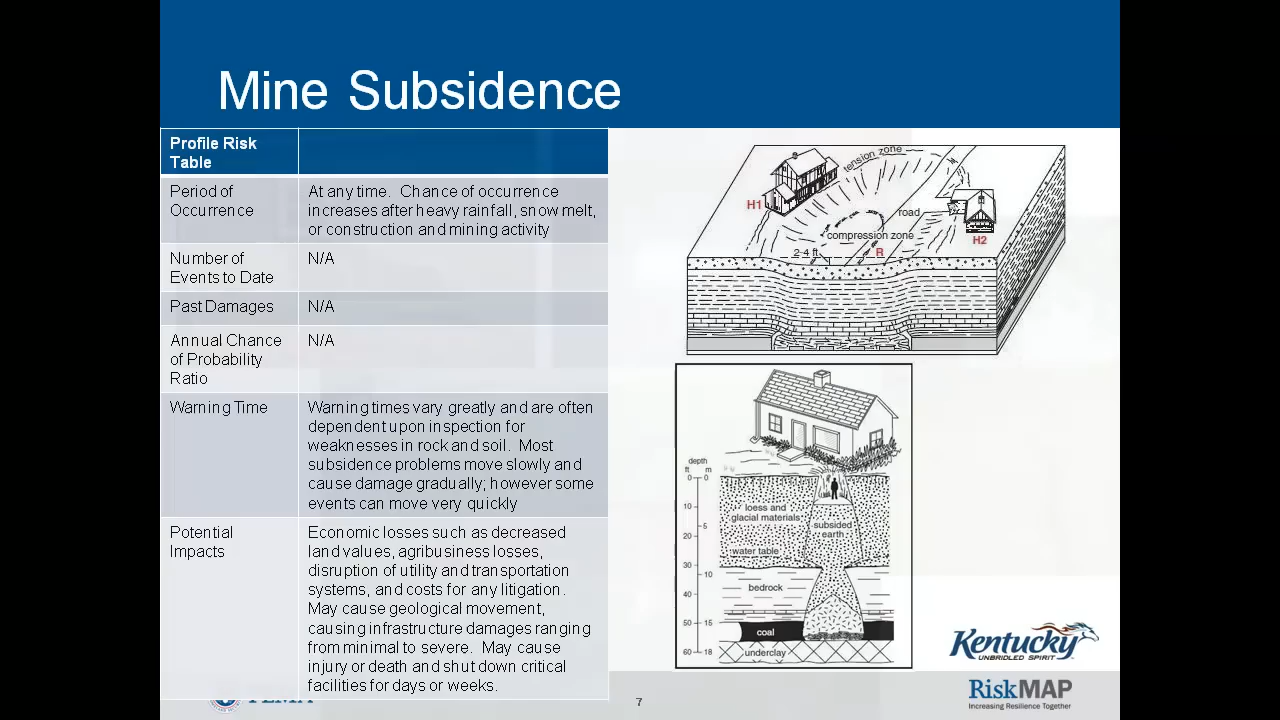 Mine Subsidence
Profile Risk
Table
Period of
Occurrence
At any time. Chance of occurrence
increases after heavy rainfall, snow melt,
or construction and mining activity
Number of
Events to Date
N/A
Past Damages
N/A
Annual Chance
of Probability
Ratio
N/A
Warning Time
Warning times vary greatly and are often
dependent upon inspection for
weaknesses in rock and soil. Most
subsidence problems move slowly and
cause damage gradually; however some
events can move very quickly
Potential
Impacts
Economic losses such as decreased
land values, agribusiness losses,
disruption of utility and transportation
systems, and costs for any litigation.
May cause geological movement,
causing infrastructure damages ranging
from minimal to severe. May cause
injury or death and shut down critical
facilities for days or weeks.
tension zone
H1
road
compression zone
H2
2-4 ft
R
depth
ft m
0 0
10
5
20
30
10
40
50 15
60 18
loess and
glacial materials
subsided
earth
water table
bedrock
coal
underclay
Kentucky
UNBRIDLED SPIRIT
RiskMAP
Increasing Resilience Together
FEMA
7